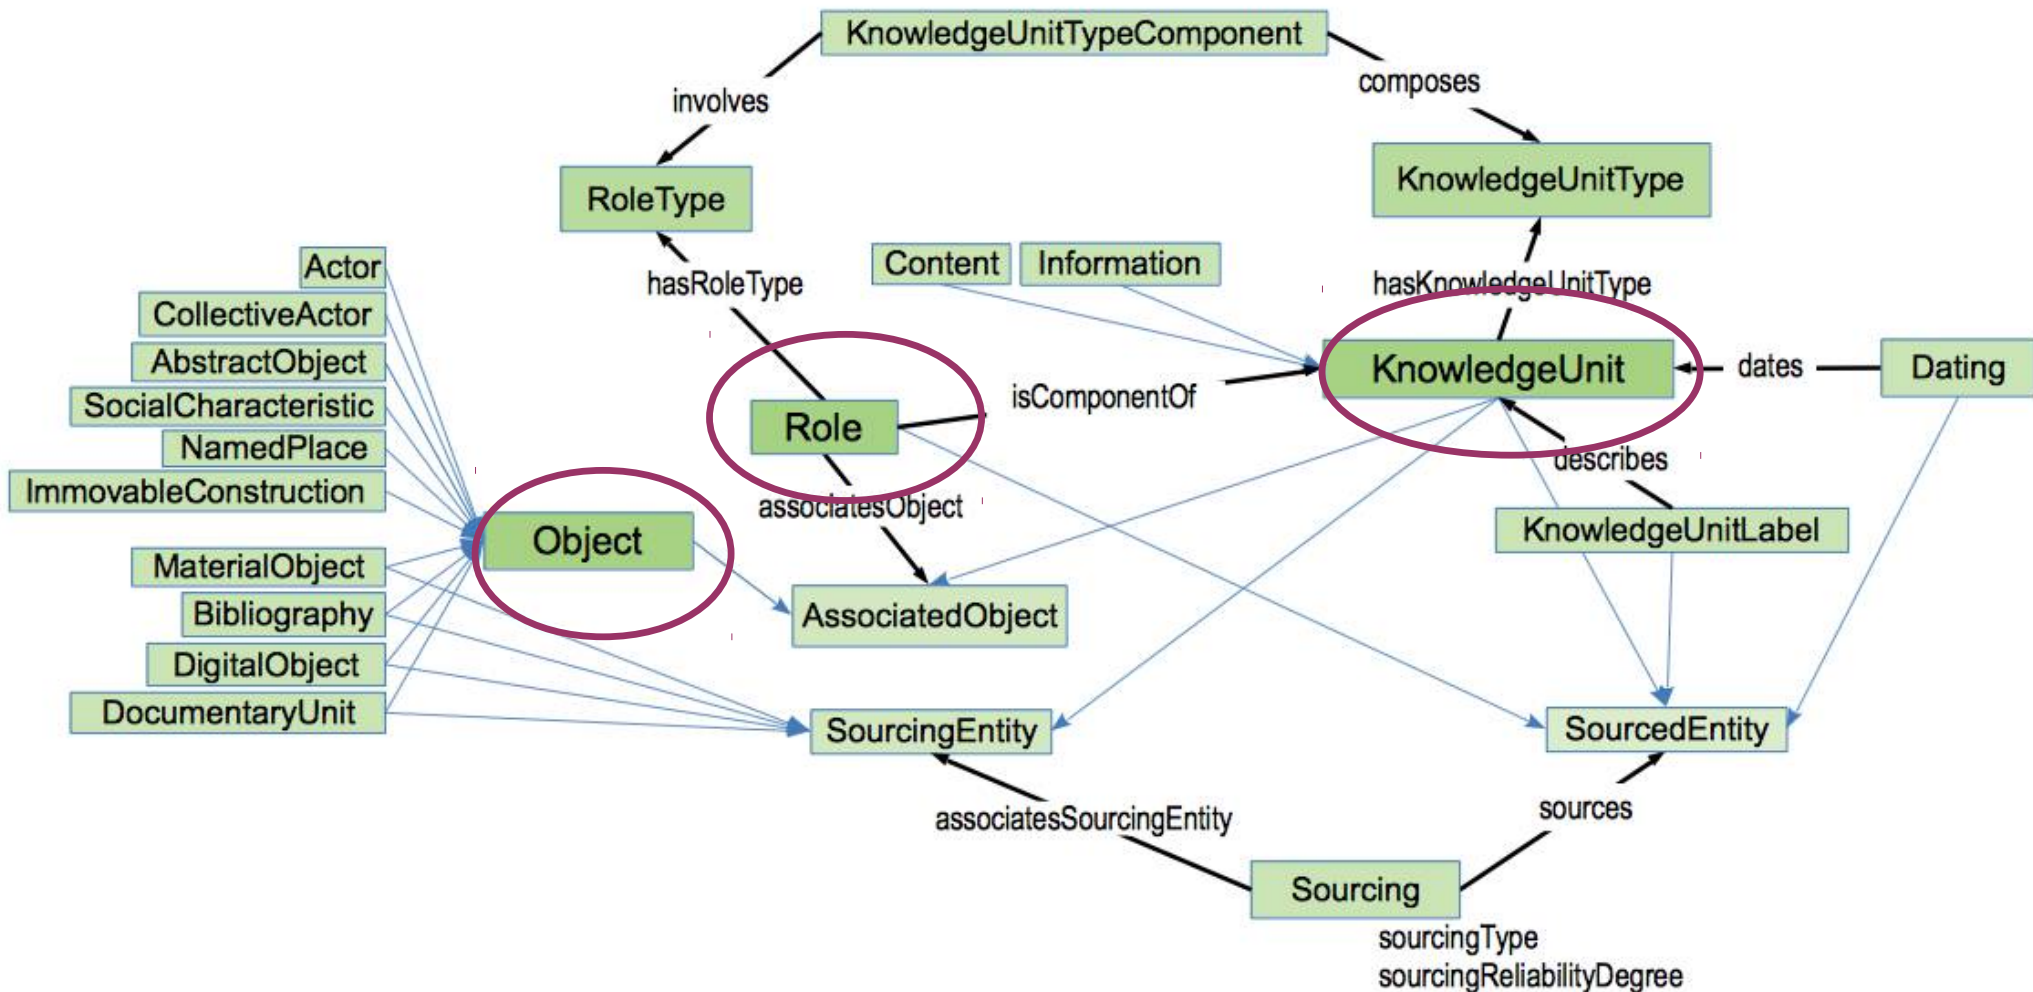 KnowledgeUnitTypeComponent
composes
involves
KnowledgeUnitType
RoleType
Actor
Content
Information
hasRoleType
hasKnowledgeUnitType
CollectiveActor
AbstractObject
KnowledgeUnit
dates
Dating
SocialCharacteristic
isComponentOf
Role
NamedPlace
describes
ImmovableConstruction
associatesObject
Object
KnowledgeUnitLabel
MaterialObject
Bibliography
AssociatedObject
DigitalObject
DocumentaryUnit
SourcingEntity
SourcedEntity
associatesSourcingEntity
sources
Sourcing
sourcingType
sourcingReliabilityDegree